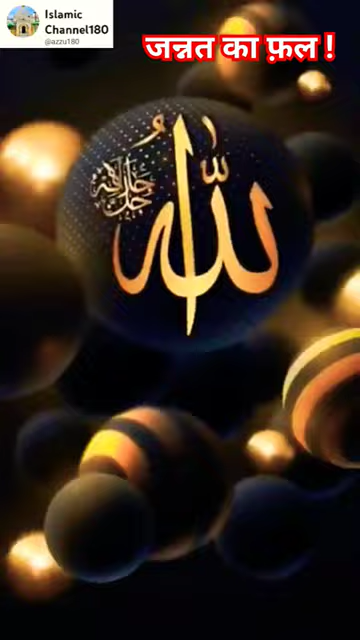 Islamic
Channel180
@azzu180
जन्नत का फ़ल !
الله
جل جلاله